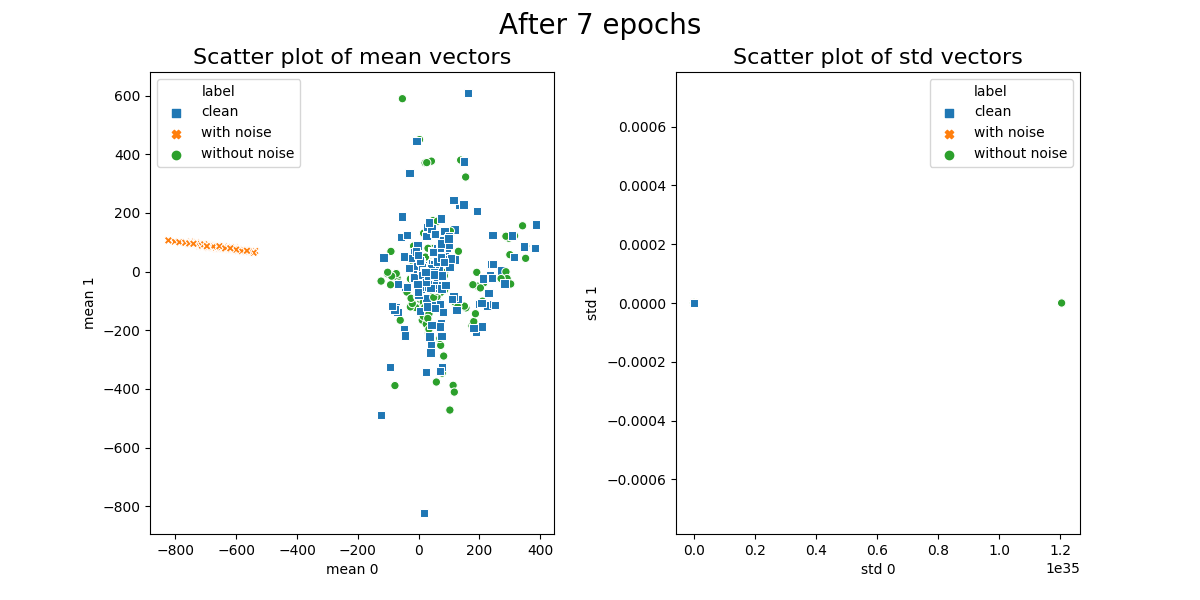 After 7 epochs
Scatter plot of mean vectors
label
clean
with noise
without noise
600
400
200
0
−200
−400
−600
−800
mean 1
−800
−600
−400
−200
0
200
400
mean 0
Scatter plot of std vectors
label
clean
with noise
without noise
0.0006
0.0004
0.0002
0.0000
−0.0002
−0.0004
−0.0006
std 1
0.0
0.2
0.4
0.6
0.8
1.0
1.2
1e35
std 0